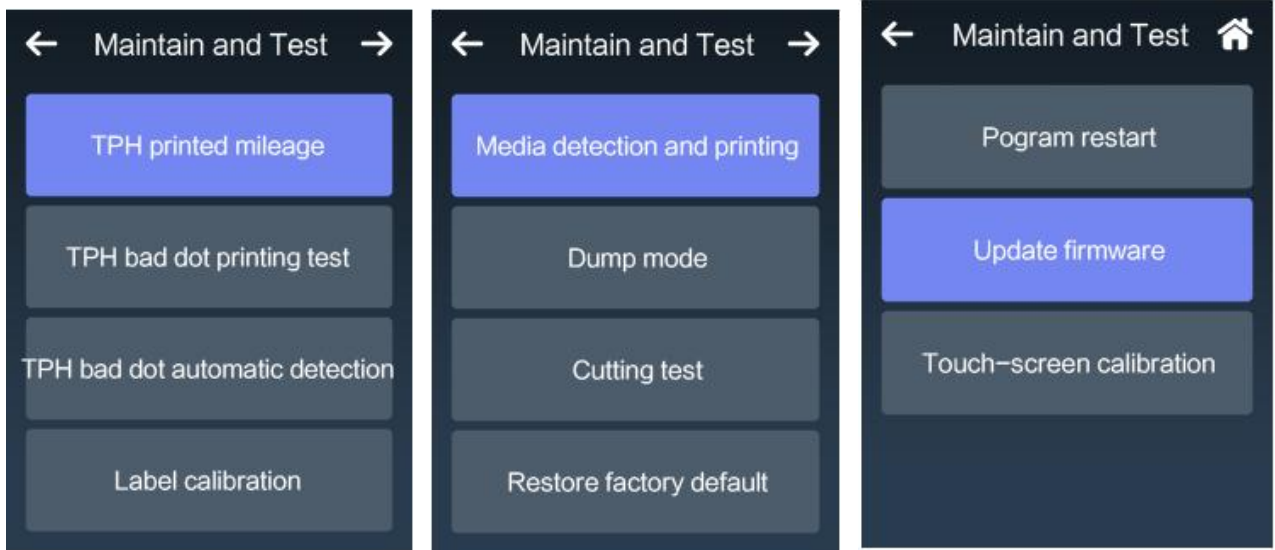 Maintain and Test
TPH printed mileage
TPH bad dot printing test
TPH bad dot automatic detection
Label calibration
Maintain and Test
Media detection and printing
Dump mode
Cutting test
Restore factory default
Maintain and Test
Pogram restart
Update firmware
Touch-screen calibration